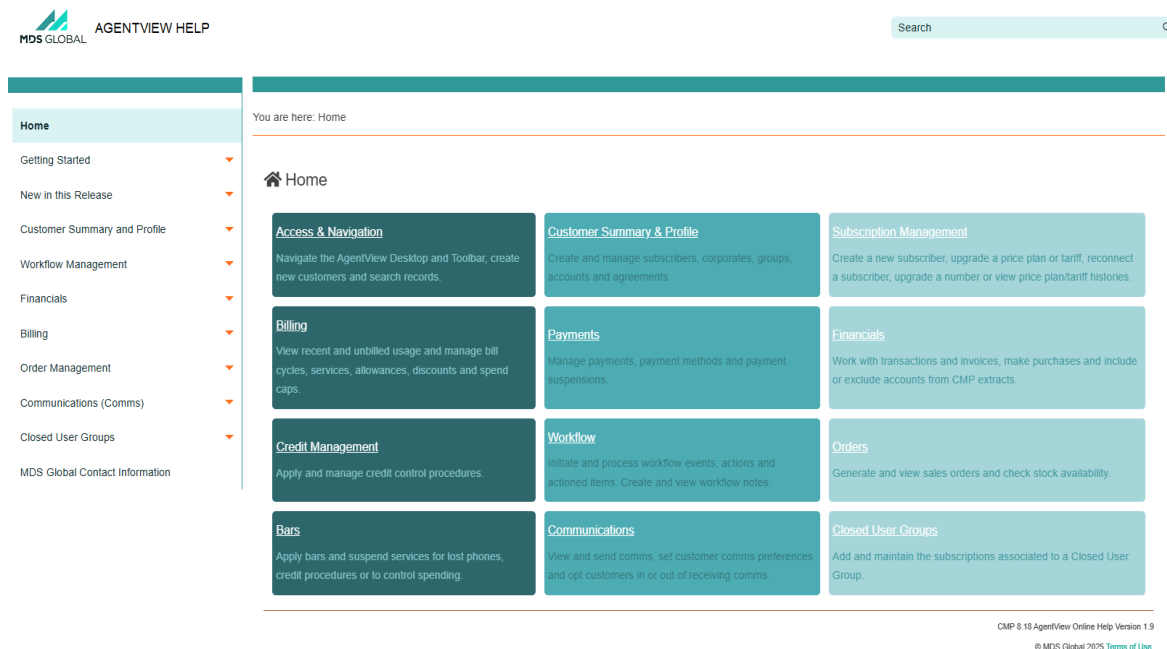 MDS GLOBAL
AGENTVIEW HELP
Search
Home
Getting Started
New in this Release
Customer Summary and Profile
Workflow Management
Financials
Billing
Order Management
Communications (Comms)
Closed User Groups
MDS Global Contact Information
You are here: Home
Home
Access & Navigation
Navigate the AgentView Desktop and Toolbar, create
new customers and search records.
Customer Summary & Profile
Create and manage subscribers, corporates, groups,
accounts and agreements.
Subscription Management
Create a new subscriber, upgrade a price plan or tariff, reconnect
a subscriber, upgrade a number or view price plan/tariff histories.
Billing
View recent and unbilled usage and manage bill
cycles, services, allowances, discounts and spend
caps.
Payments
Manage payments, payment methods and payment
suspensions.
Financials
Work with transactions and invoices, make purchases and include
or exclude accounts from CMP extracts.
Credit Management
Apply and manage credit control procedures.
Workflow
Initiate and process workflow events, actions and
actioned items. Create and view workflow notes.
Orders
Generate and view sales orders and check stock availability.
Bars
Apply bars and suspend services for lost phones,
credit procedures or to control spending.
Communications
View and send comms, set customer comms preferences
and opt customers in or out of receiving comms.
Closed User Groups
Add and maintain the subscriptions associated to a Closed User
Group.
CMP 8.18 AgentView Online Help Version 1.9
© MDS Global 2025 Terms of Use